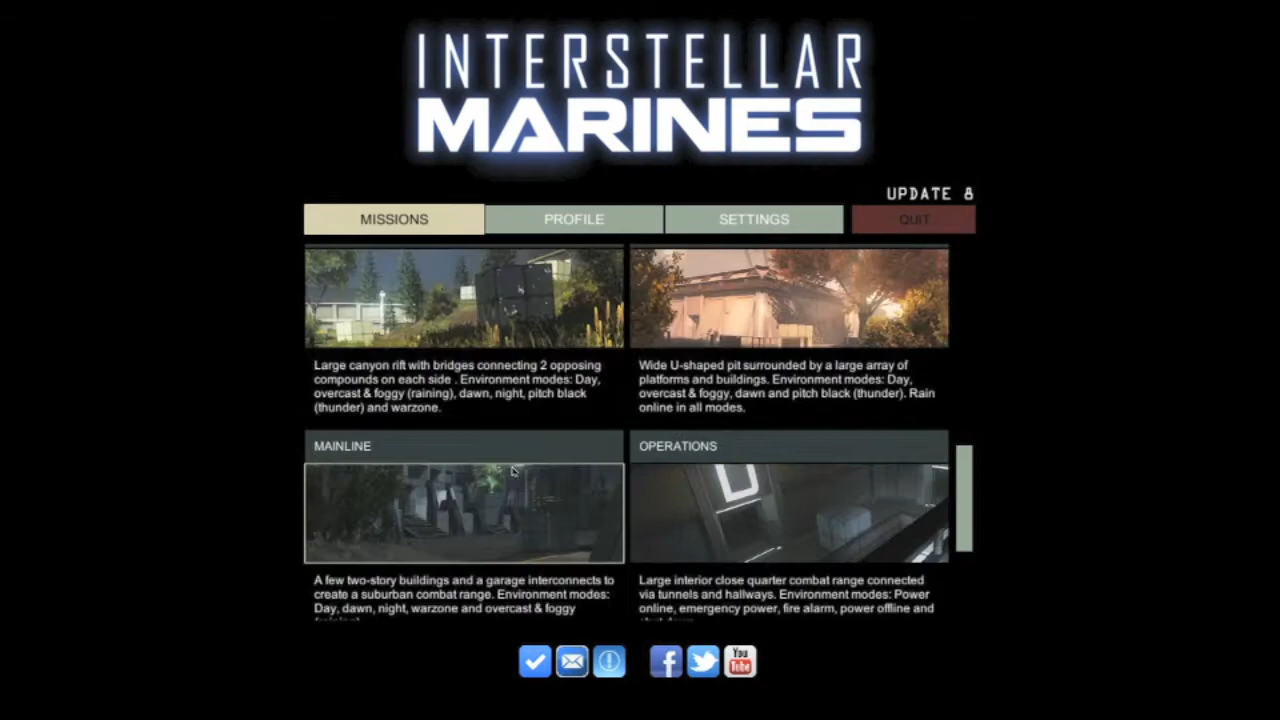 INTERSTELLAR
MARINES
UPDATE 8
MISSIONS
PROFILE
SETTINGS
QUIT
Large canyon rift with bridges connecting 2 opposing
compounds on each side . Environment modes: Day,
overcast & foggy (raining), dawn, night, pitch black
(thunder) and warzone.
Wide U-shaped pit surrounded by a large array of
platforms and buildings. Environment modes: Day,
overcast & foggy, dawn and pitch black (thunder). Rain
online in all modes.
MAINLINE
OPERATIONS
A few two-story buildings and a garage interconnects to
create a suburban combat range. Environment modes:
Day, dawn, night, warzone and overcast & foggy
Large interior close quarter combat range connected
via tunnels and hallways. Environment modes: Power
online, emergency power, fire alarm, power offline and
You
Tube